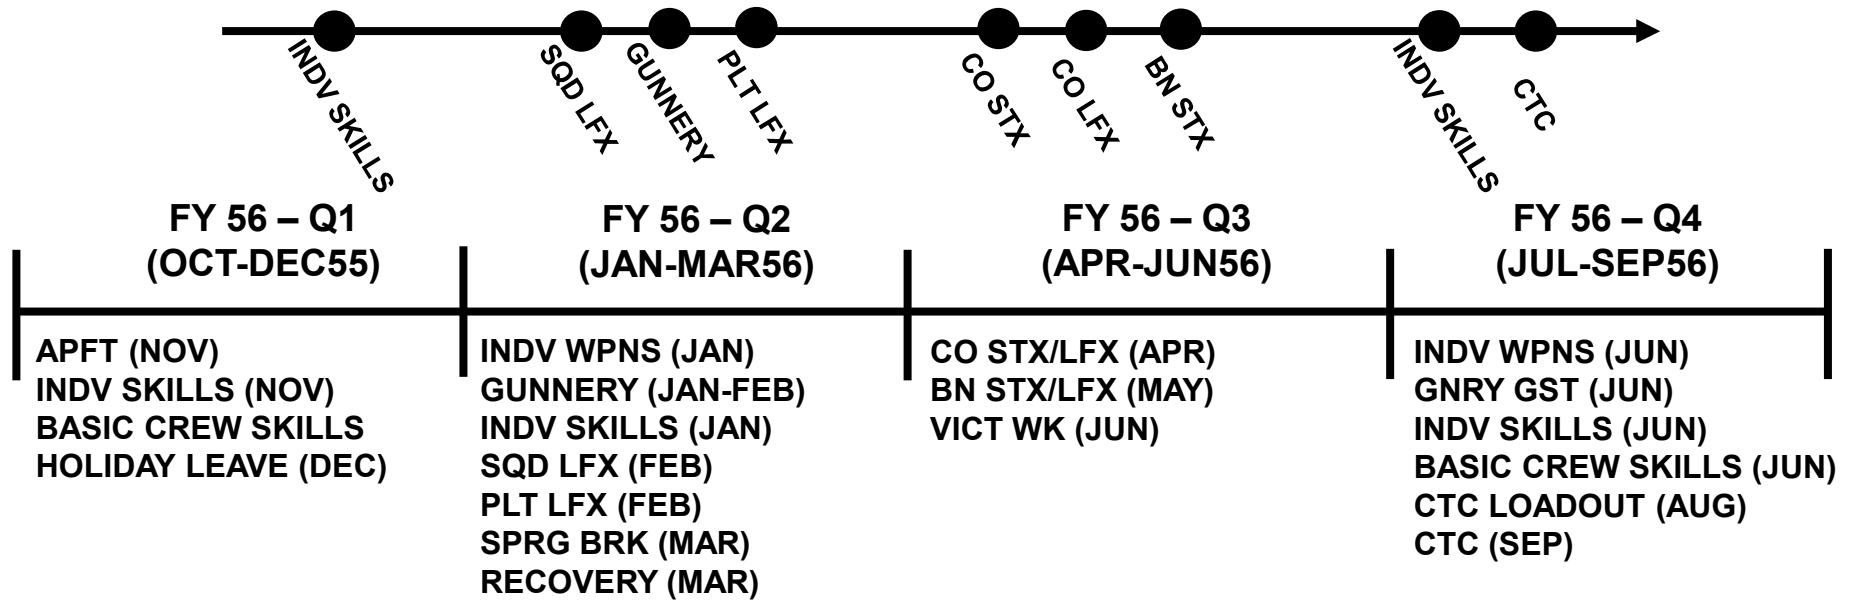 INDV SKILLS
SQD LFX
GUNNERY
PLT LFX
CO STX
CO LFX
BN STX
INDV SKILLS
CTC
FY 56 – Q1
(OCT-DEC55)
FY 56 – Q2
(JAN-MAR56)
FY 56 – Q3
(APR-JUN56)
FY 56 – Q4
(JUL-SEP56)
APFT (NOV)
INDV SKILLS (NOV)
BASIC CREW SKILLS
HOLIDAY LEAVE (DEC)
INDV WPNS (JAN)
GUNNERY (JAN-FEB)
INDV SKILLS (JAN)
SQD LFX (FEB)
PLT LFX (FEB)
SPRG BRK (MAR)
RECOVERY (MAR)
CO STX/LFX (APR)
BN STX/LFX (MAY)
VICT WK (JUN)
INDV WPNS (JUN)
GNRY GST (JUN)
INDV SKILLS (JUN)
BASIC CREW SKILLS (JUN)
CTC LOADOUT (AUG)
CTC (SEP)